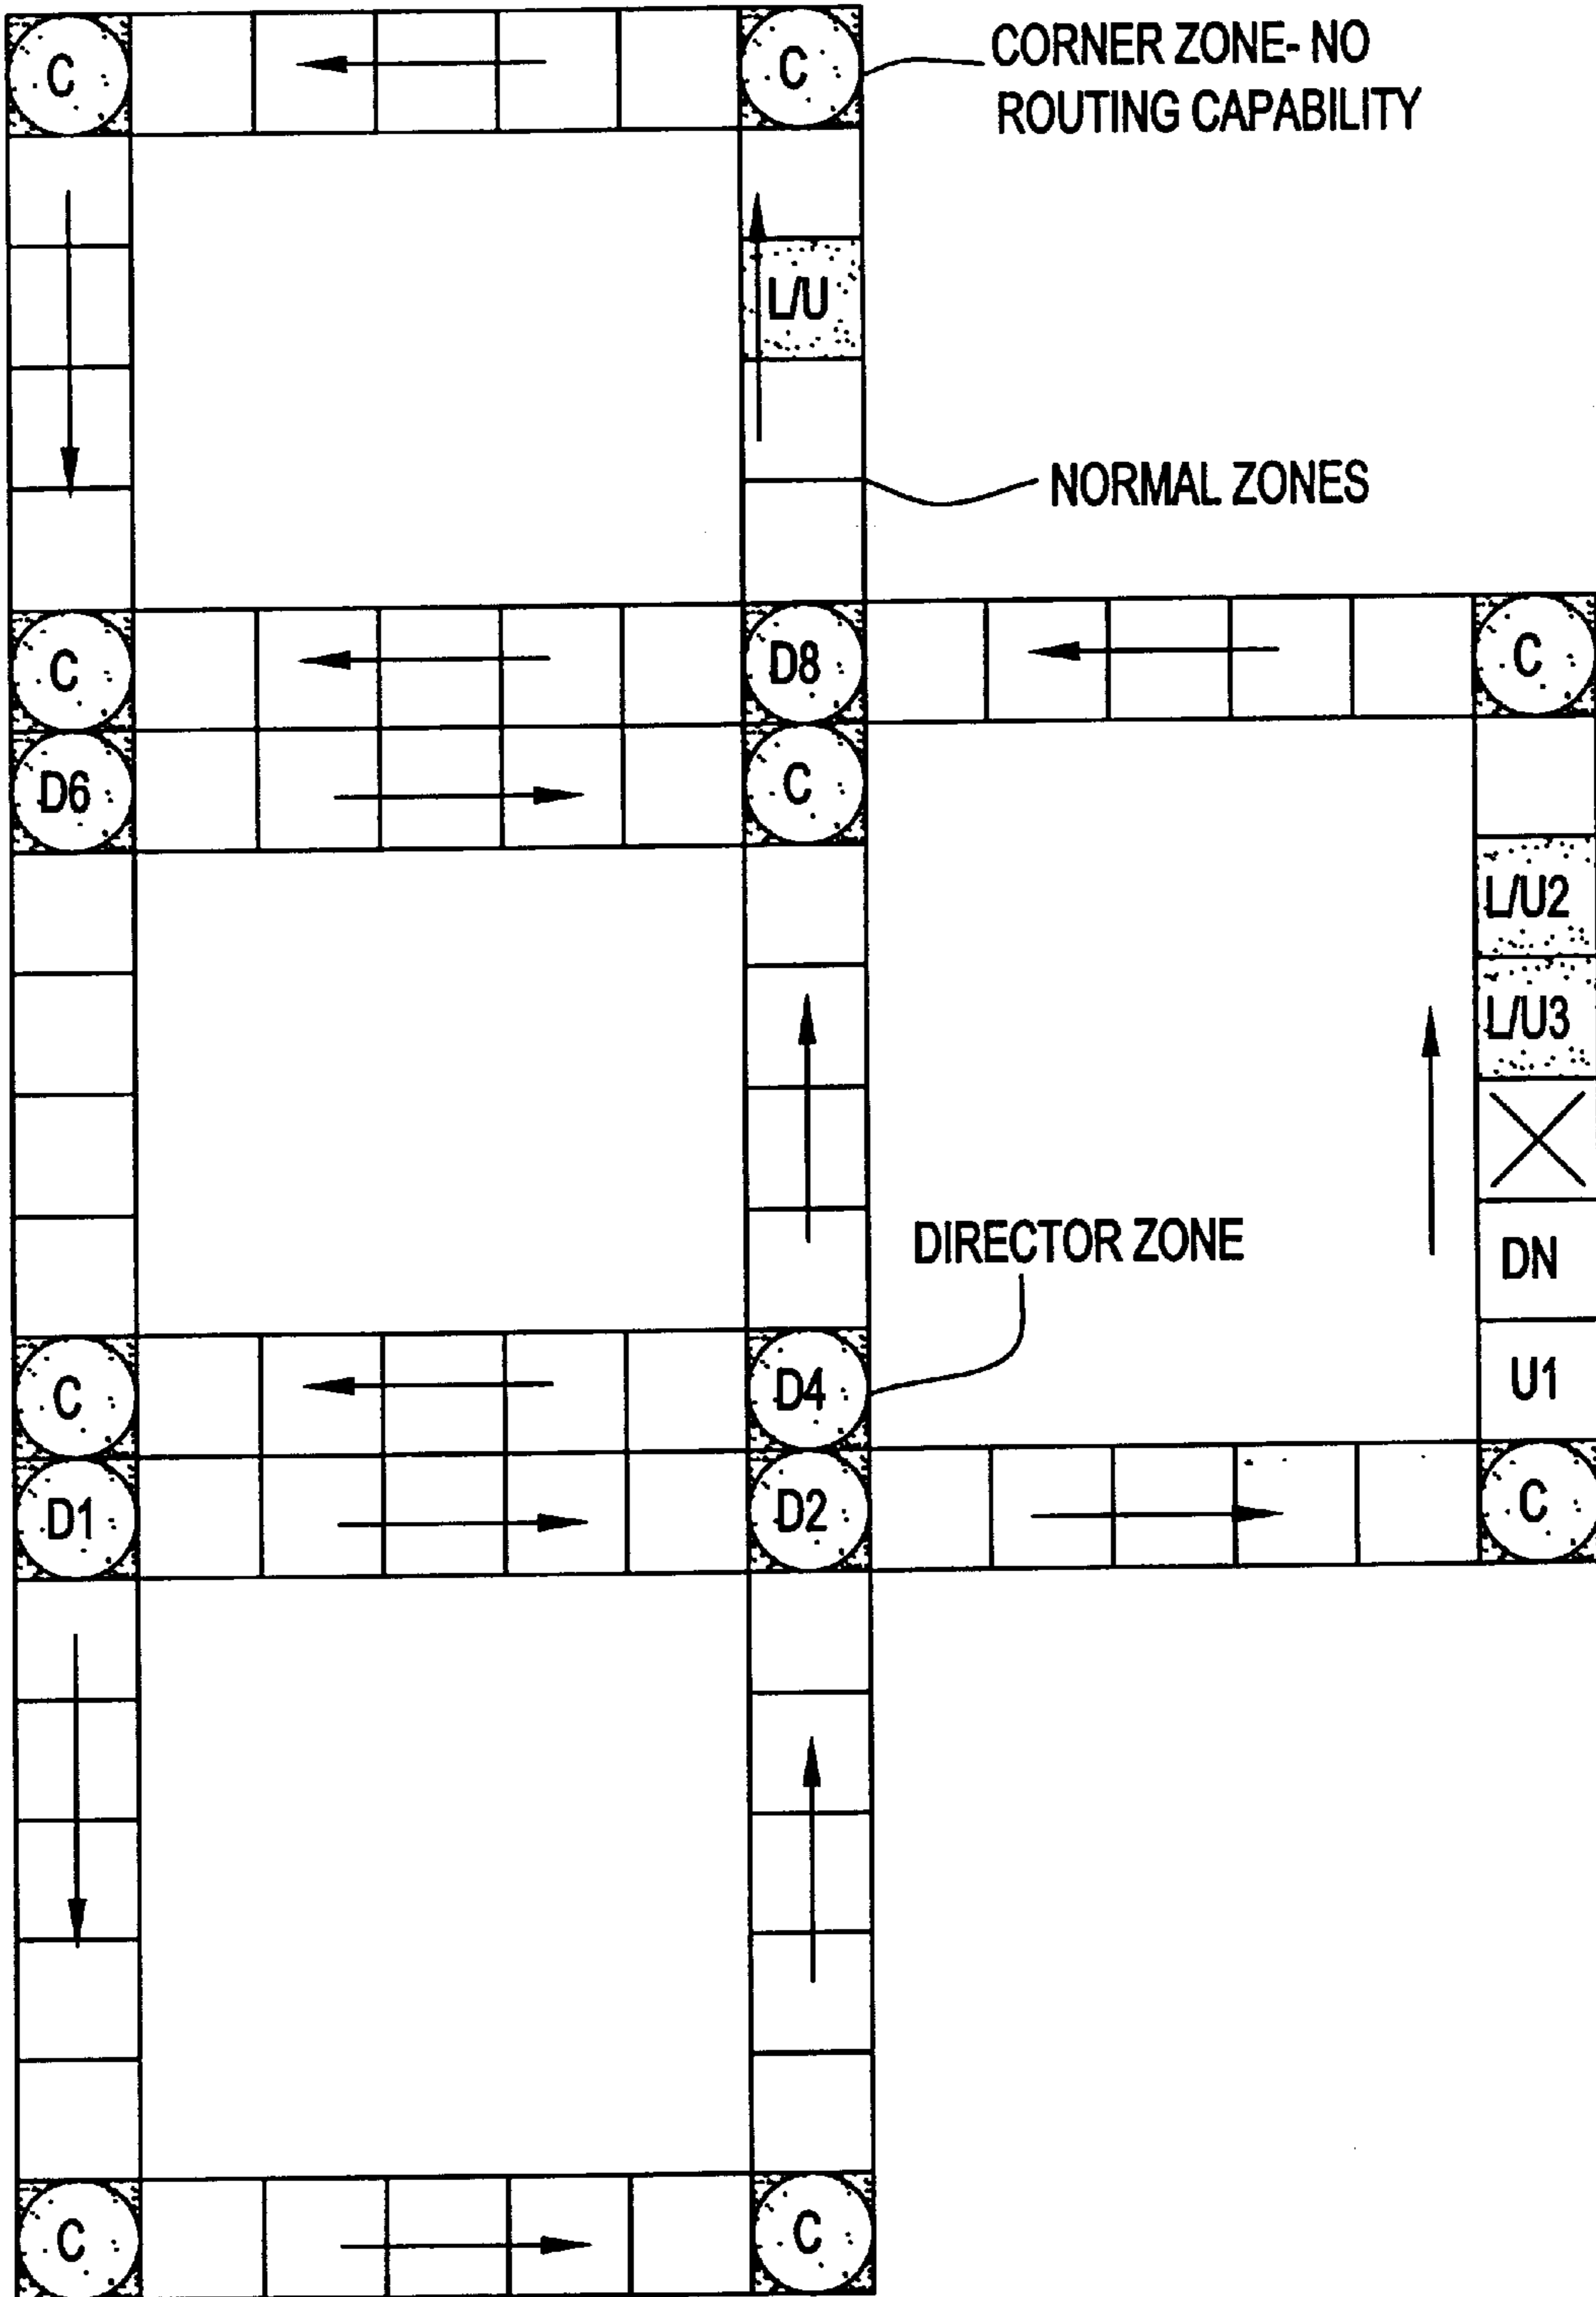 C
C
CORNER ZONE- NO
ROUTING CAPABILITY
L/U
NORMAL ZONES
C
D8
C
D6
C
L/U2
L/U3
DIRECTOR ZONE
DN
U1
C
D4
D1
D2
C
C
C